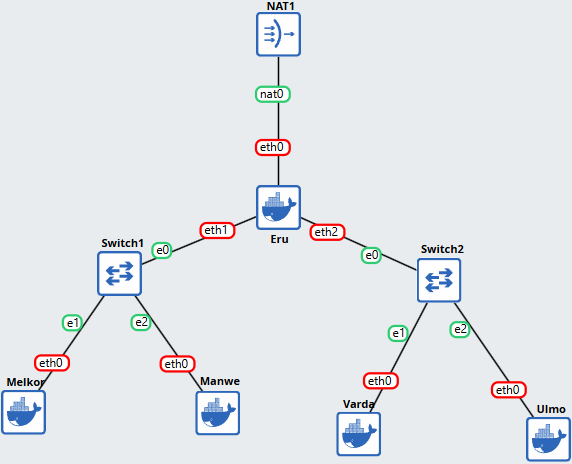 NAT1
nat0
eth0
Eru
eth1
eth2
Switch1
e0
Switch2
e0
e1
e2
e1
e2
eth0
eth0
eth0
eth0
Melkor
Manwe
Varda
Ulmo